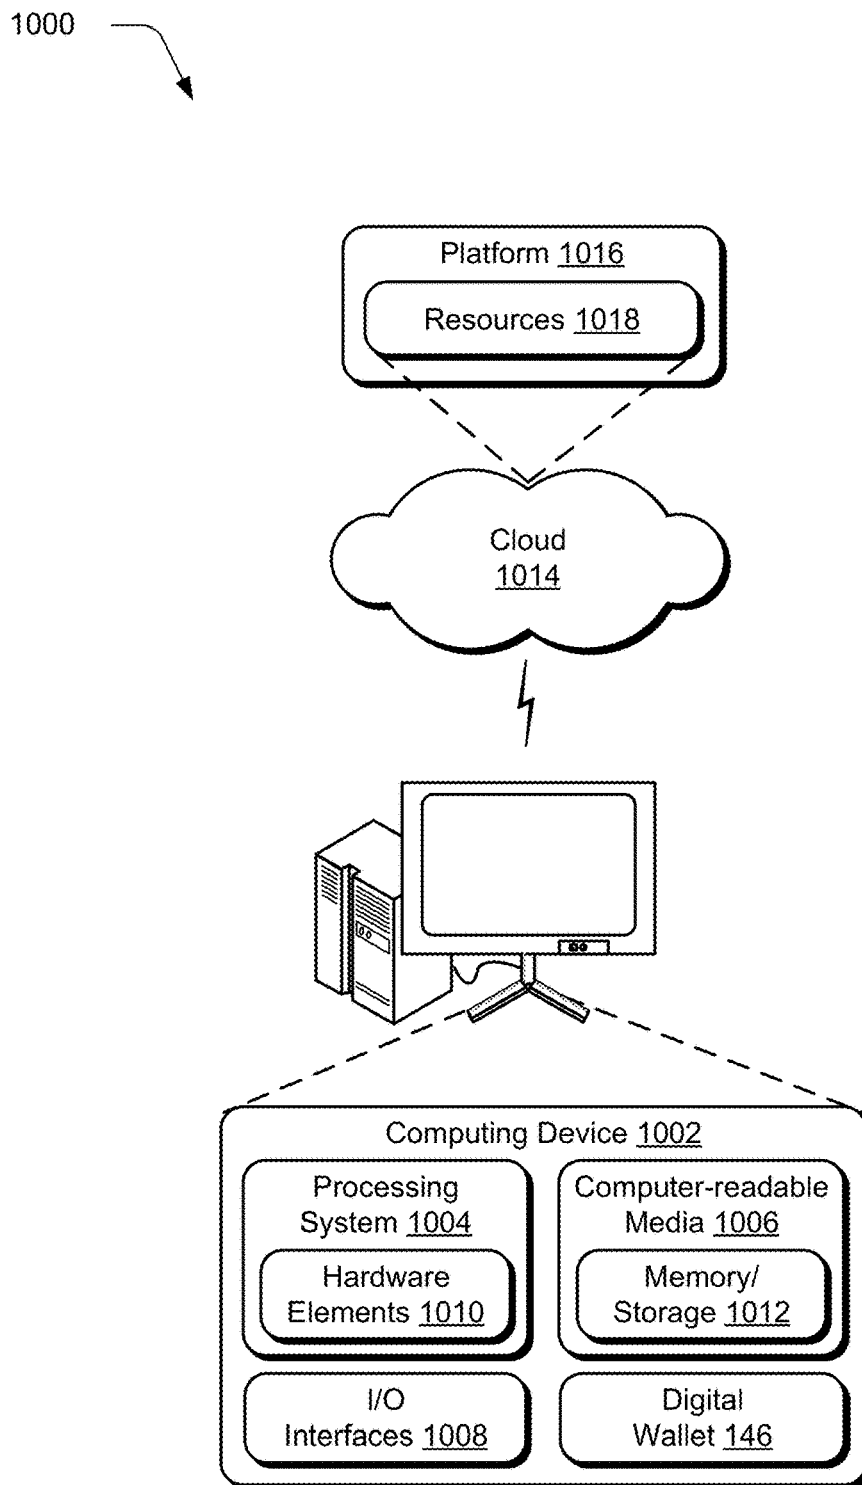 1000
Platform 1016
Resources 1018
Cloud
1014
Computing Device 1002
Processing
System 1004
Hardware
Elements 1010
Computer-readable
Media 1006
Memory/
Storage 1012
I/O
Interfaces 1008
Digital
Wallet 146